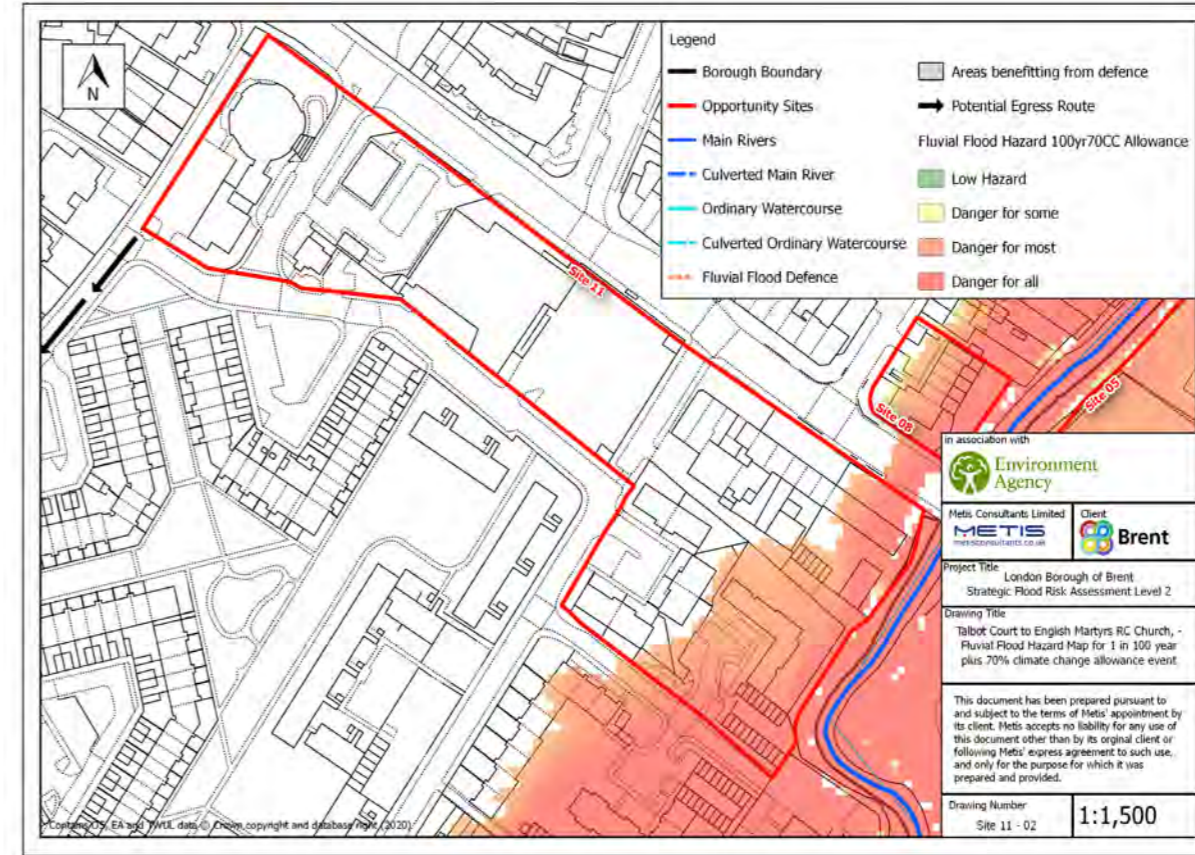 N
Legend
Borough Boundary
Opportunity Sites
Main Rivers
Culverted Main River
Ordinary Watercourse
Culverted Ordinary Watercourse
Fluvial Flood Defence
Areas benefitting from defence
Potential Egress Route
Fluvial Flood Hazard 100yr70CC Allowance
Low Hazard
Danger for some
Danger for most
Danger for all
Site 11
Site 08
Site 05
in association with
Environment
Agency
Metis Consultants Limited
METIS
metisconsultants.co.uk
Client
Brent
Project Title
London Borough of Brent
Strategic Flood Risk Assessment Level 2
Drawing Title
Talbot Court to English Martyrs RC Church, -
Fluvial Flood Hazard Map for 1 in 100 year
plus 70% climate change allowance event
This document has been prepared pursuant to
and subject to the terms of Metis' appointment by
its client. Metis accepts no liability for any use of
this document other than by its orginal client or
following Metis' express agreement to such use,
and only for the purpose for which it was
prepared and provided.
Drawing Number
Site 11 - 02
1:1,500
Contains OS, EA and TWUL data © Crown copyright and database right (2020)